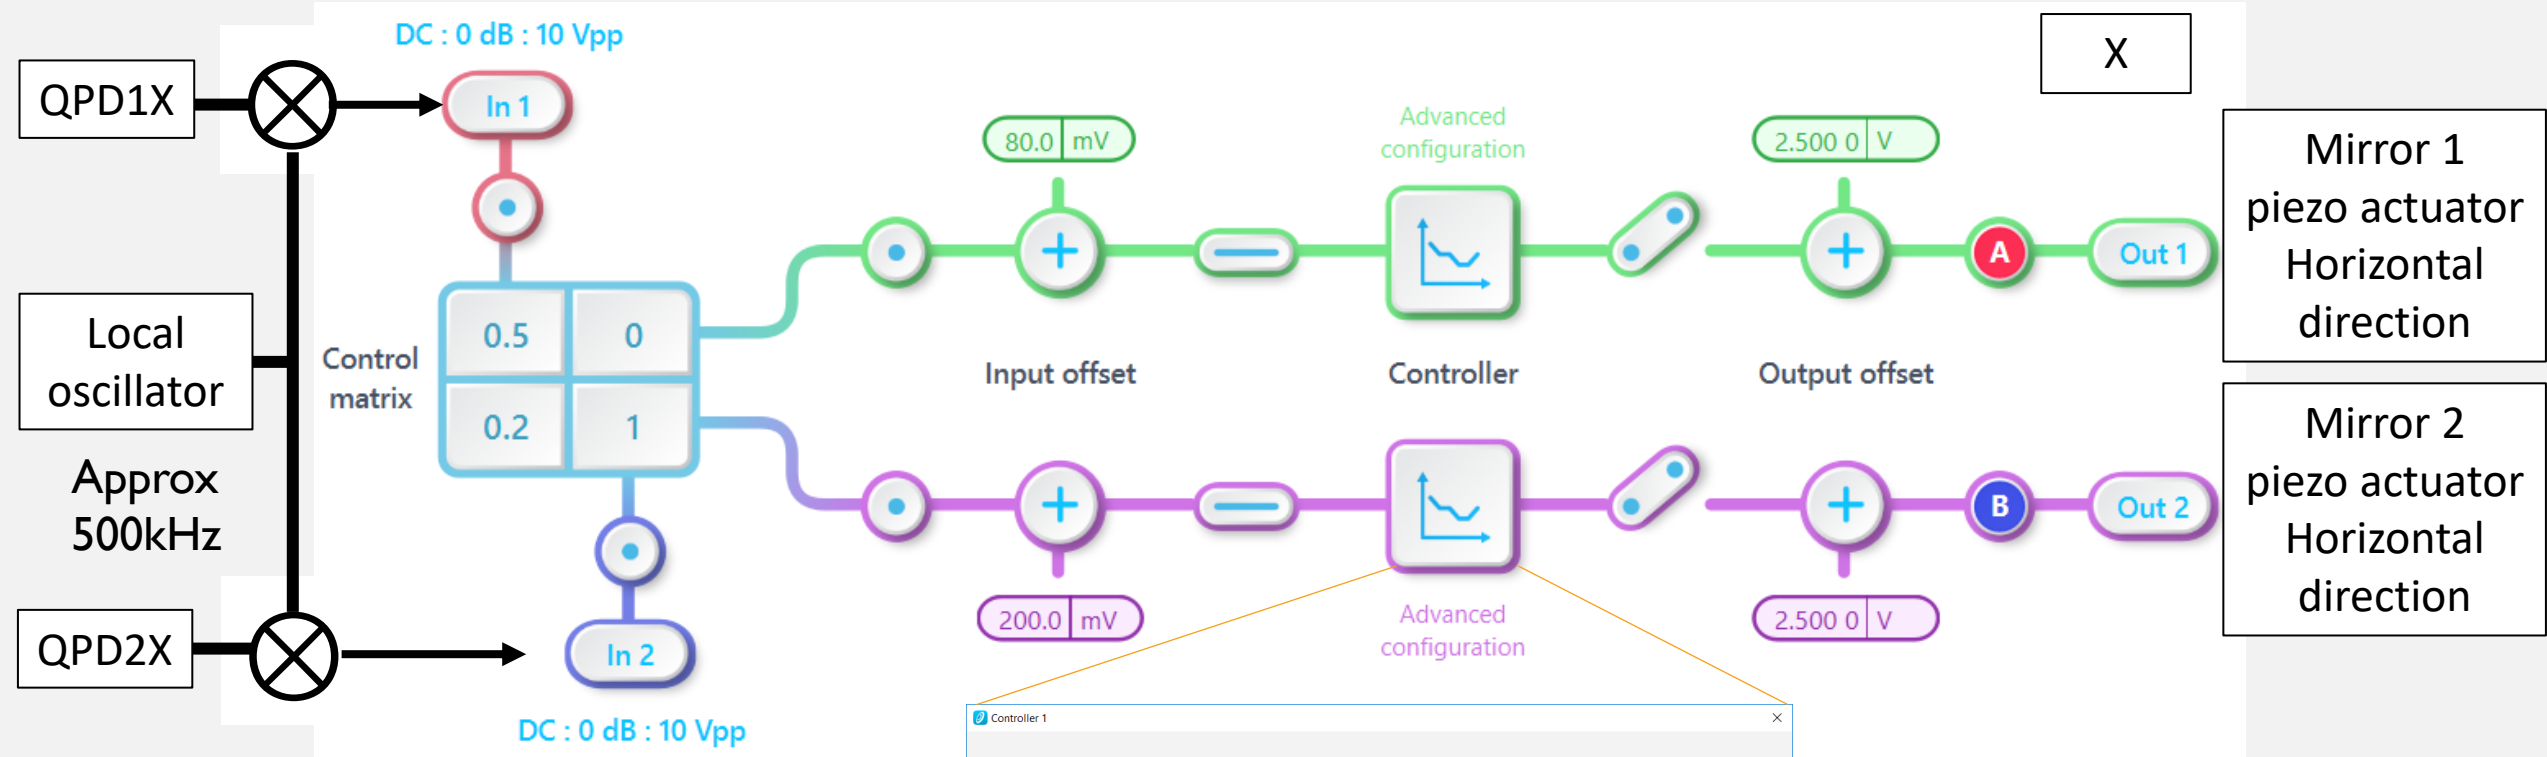 DC : 0 dB : 10 Vpp
X
QPD1X
In 1
80.0 mV
Advanced
configuration
2.500 0 V
Mirror 1
piezo actuator
Horizontal
direction
A
Out 1
Local
oscillator
Control
matrix
0.5 0
0.2 1
Input offset
Controller
Output offset
Approx
500kHz
Mirror 2
piezo actuator
Horizontal
direction
B
Out 2
QPD2X
In 2
200.0 mV
Advanced
configuration
2.500 0 V
DC : 0 dB : 10 Vpp
Controller 1